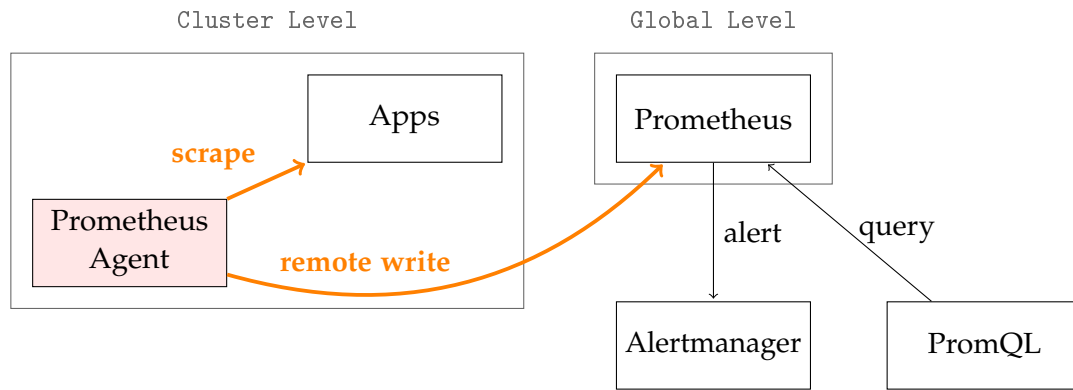 Cluster Level
Global Level
Apps
Prometheus
scrape
Prometheus
Agent
remote write
alert
query
Alertmanager
PromQL